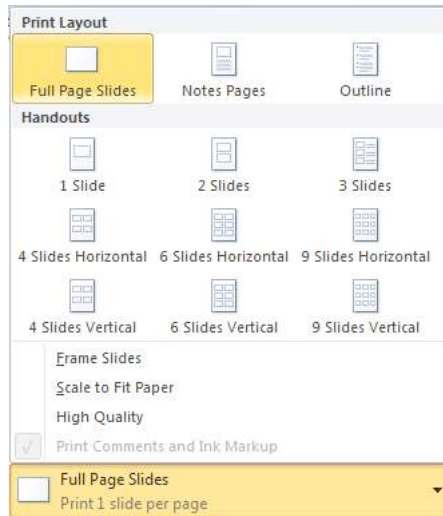 Print Layout
Full Page Slides Notes Pages Outline
Handouts
1 Slide 2 Slides 3 Slides
4 Slides Horizontal 6 Slides Horizontal 9 Slides Horizontal
4 Slides Vertical 6 Slides Vertical 9 Slides Vertical
Frame Slides
Scale to Fit Paper
High Quality
Print Comments and Ink Markup
Full Page Slides
Print 1 slide per page